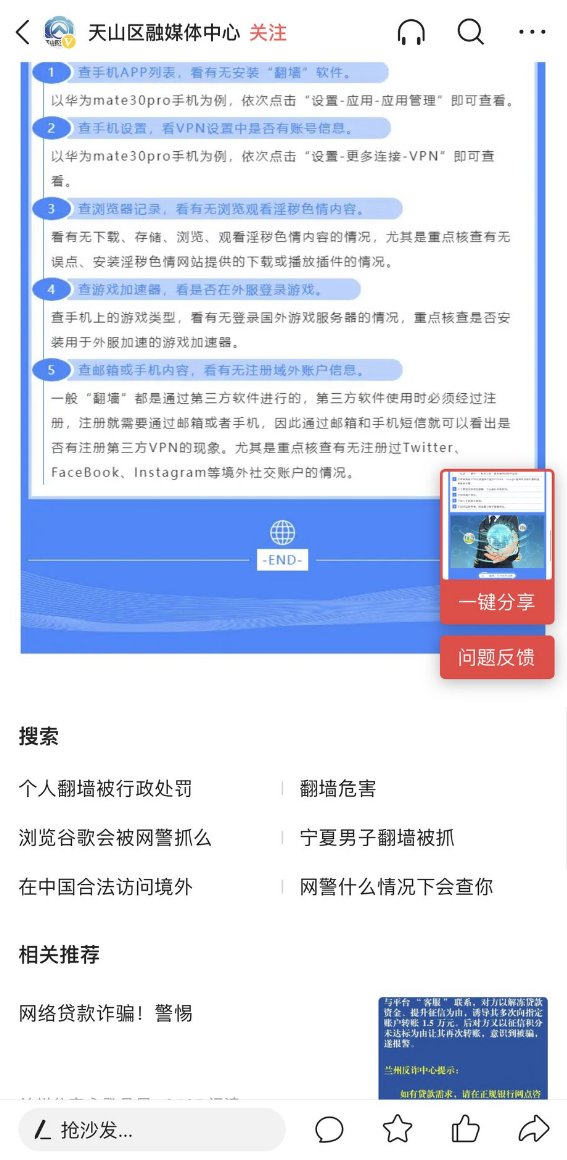 天山区融媒体中心 关注
1 查手机APP列表，看有无安装“翻墙”软件。
以华为mate30pro手机为例，依次点击“设置-应用-应用管理”即可查看。
2 查手机设置，看VPN设置中是否有账号信息。
以华为mate30pro手机为例，依次点击“设置-更多连接-VPN”即可查
看。
3 查浏览器记录，看有无浏览观看淫秽色情内容。
看有无下载、存储、浏览、观看淫秽色情内容的情况，尤其是重点核查有无
误点、安装淫秽色情网站提供的下载或播放插件的情况。
4 查游戏加速器，看是否在外服登录游戏。
查手机上的游戏类型，看有无登录国外游戏服务器的情况，重点核查是否安
装用于外服加速的游戏加速器。
5 查邮箱或手机内容，看有无注册域外账户信息。
一般“翻墙”都是通过第三方软件进行的，第三方软件使用时必须经过注
册，注册就需要通过邮箱或者手机，因此通过邮箱和手机短信就可以看出是
否有注册第三方VPN的现象。尤其是重点核查有无注册过Twitter、
FaceBook、Instagram等境外社交账户的情况。
-END-
一键分享
问题反馈
搜索
个人翻墙被行政处罚
翻墙危害
浏览谷歌会被网警抓么
宁夏男子翻墙被抓
在中国合法访问境外
网警什么情况下会查你
相关推荐
网络贷款诈骗！警惕
与平台“客服”联系，对方以解冻贷款
资金、提升征信为由，诱导其多次向指定
账户转账 1.5 万元。后对方又以征信积分
未达标为由让其再次转账，意识到被骗，
遂报警。
兰州反诈中心提示：
如有贷款需求，请在正规银行网点咨
抢沙发...